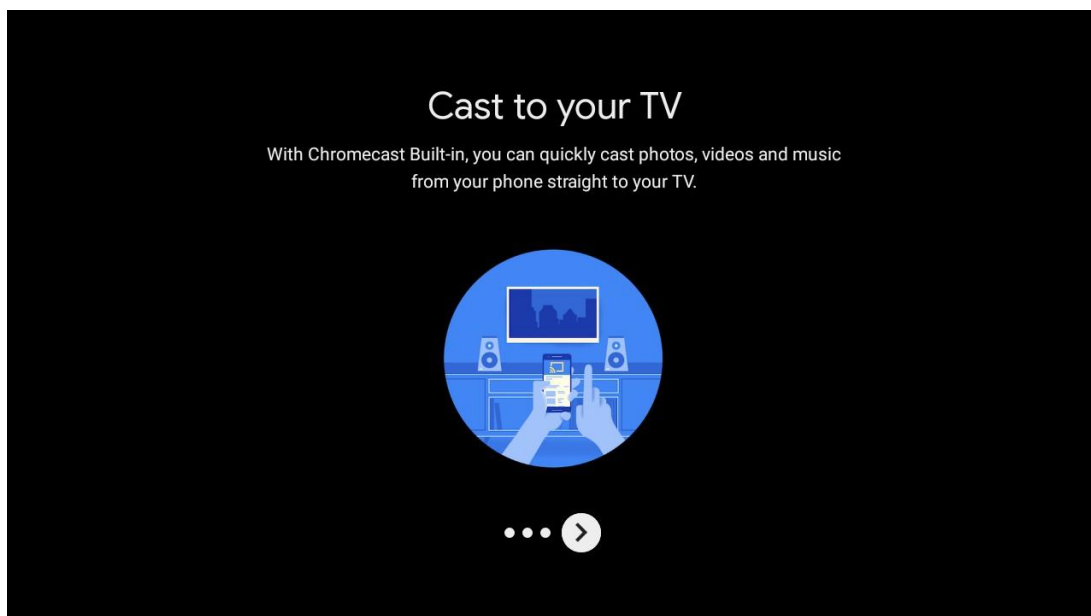 Cast to your TV
With Chromecast Built-in, you can quickly cast photos, videos and music
from your phone straight to your TV.